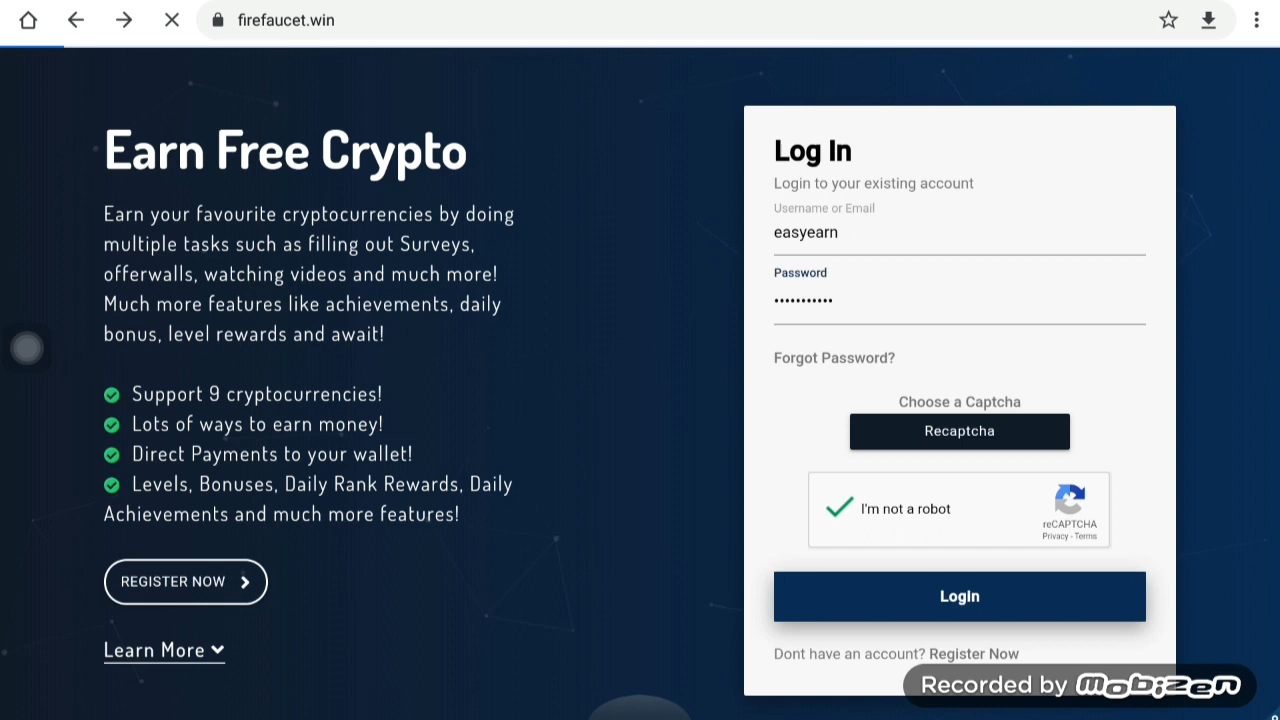 firefaucet.win
Earn Free Crypto
Earn your favourite cryptocurrencies by doing
multiple tasks such as filling out Surveys,
offerwalls, watching videos and much more!
Much more features like achievements, daily
bonus, level rewards and await!
Support 9 cryptocurrencies!
Lots of ways to earn money!
Direct Payments to your wallet!
Levels, Bonuses, Daily Rank Rewards, Daily
Achievements and much more features!
REGISTER NOW
Learn More
Log In
Login to your existing account
Username or Email
easyearn
Password
•••••••••••
Forgot Password?
Choose a Captcha
Recaptcha
I'm not a robot
reCAPTCHA
Privacy - Terms
Login
Dont have an account? Register Now
Recorded by Mobizen